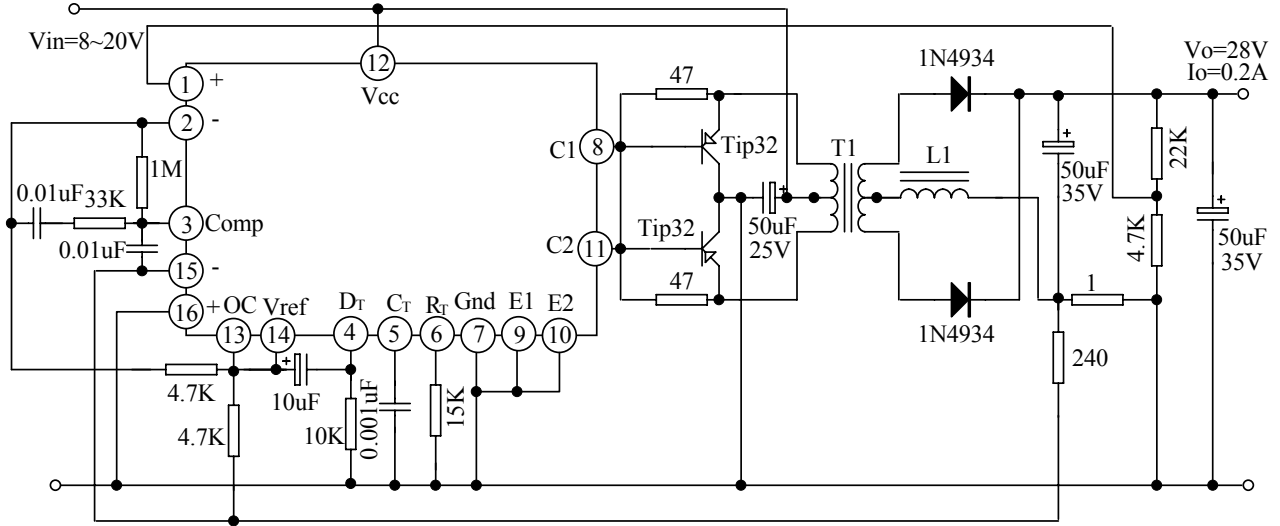 Vin=8~20V
12
Vcc
1
+
2
-
1M
0.01uF
33K
3
Comp
0.01uF
15
-
16
+
OC
13
Vref
14
DT
4
CT
5
RT
6
Gnd
7
E1
9
E2
10
C1
8
C2
11
47
Tip32
Tip32
47
50uF
25V
T1
1N4934
L1
1N4934
Vo=28V
Io=0.2A
+
50uF
35V
22K
4.7K
+
50uF
35V
1
240
+
4.7K
4.7K
+
10uF
10K
0.001uF
15K